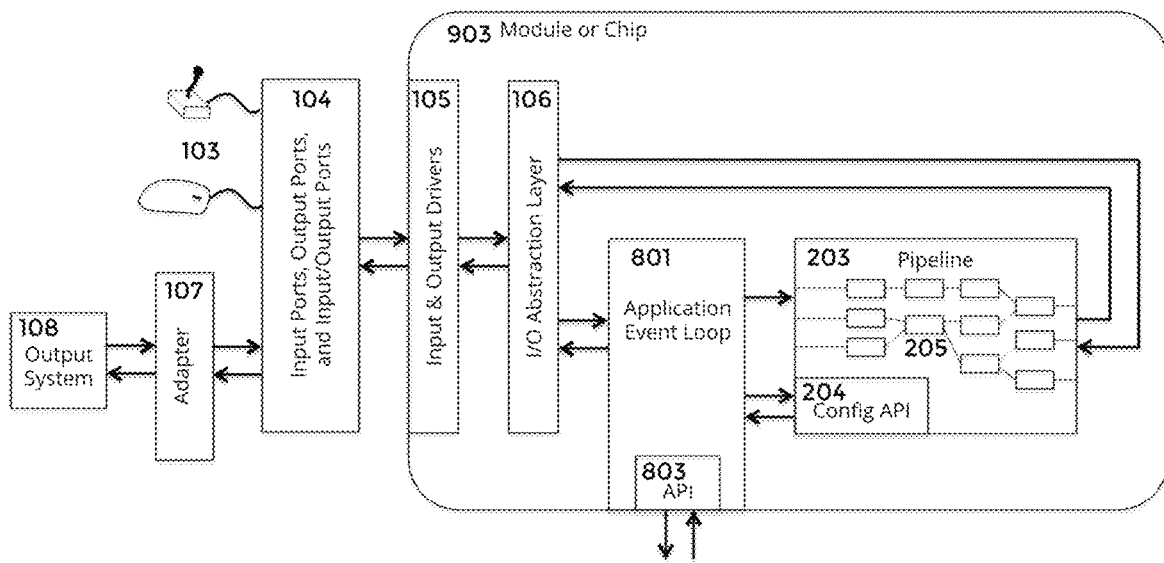 903 Module or Chip
103
104
Input Ports, Output Ports,
and Input/Output Ports
105
Input & Output Drivers
106
I/O Abstraction Layer
107
Adapter
108
Output
System
801
Application
Event Loop
803
API
203
Pipeline
205
204
Config API